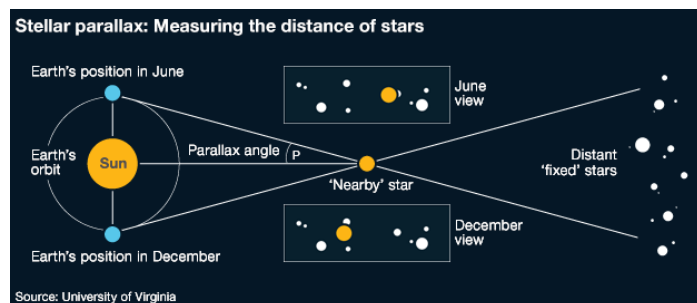 Stellar parallax: Measuring the distance of stars
Earth's position in June
June
view
Earth's
orbit
Sun
Parallax angle
P
'Nearby' star
Distant
'fixed' stars
December
view
Earth's position in December
Source: University of Virginia